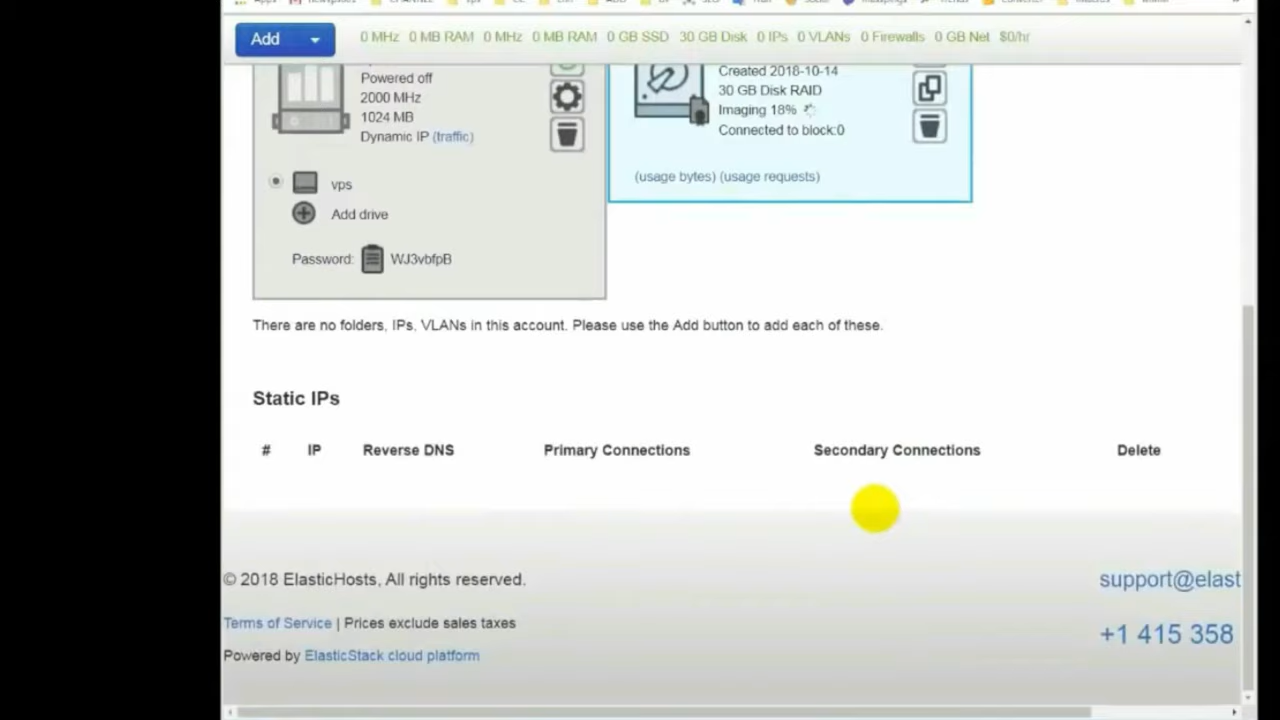 Add
0 MHz 0 MB RAM 0 MHz 0 MB RAM 0 GB SSD 30 GB Disk 0 IPs 0 VLANs 0 Firewalls 0 GB Net $0/hr
Powered off
2000 MHz
1024 MB
Dynamic IP (traffic)
vps
Add drive
Password: WJ3vbfpB
Created 2018-10-14
30 GB Disk RAID
Imaging 18%
Connected to block:0
(usage bytes) (usage requests)
There are no folders, IPs, VLANs in this account. Please use the Add button to add each of these.
Static IPs
# IP Reverse DNS Primary Connections Secondary Connections Delete
© 2018 ElasticHosts, All rights reserved.
support@elast
Terms of Service | Prices exclude sales taxes
+1 415 358
Powered by ElasticStack cloud platform